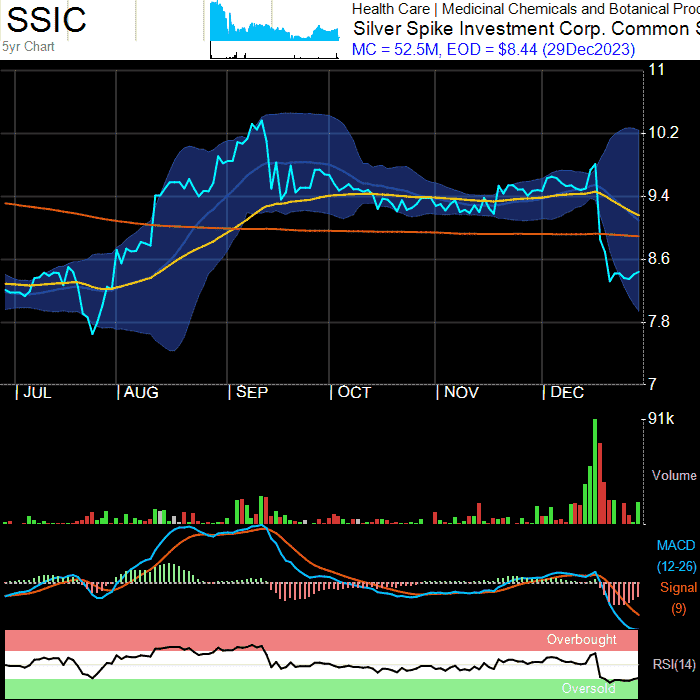 SSIC
5yr Chart
Health Care | Medicinal Chemicals and Botanical Proc
Silver Spike Investment Corp. Common S
MC = 52.5M, EOD = $8.44 (29Dec2023)
11
10.2
9.4
8.6
7.8
7
JUL AUG SEP OCT NOV DEC
91k
Volume
MACD
(12-26)
Signal
(9)
Overbought
RSI(14)
Oversold